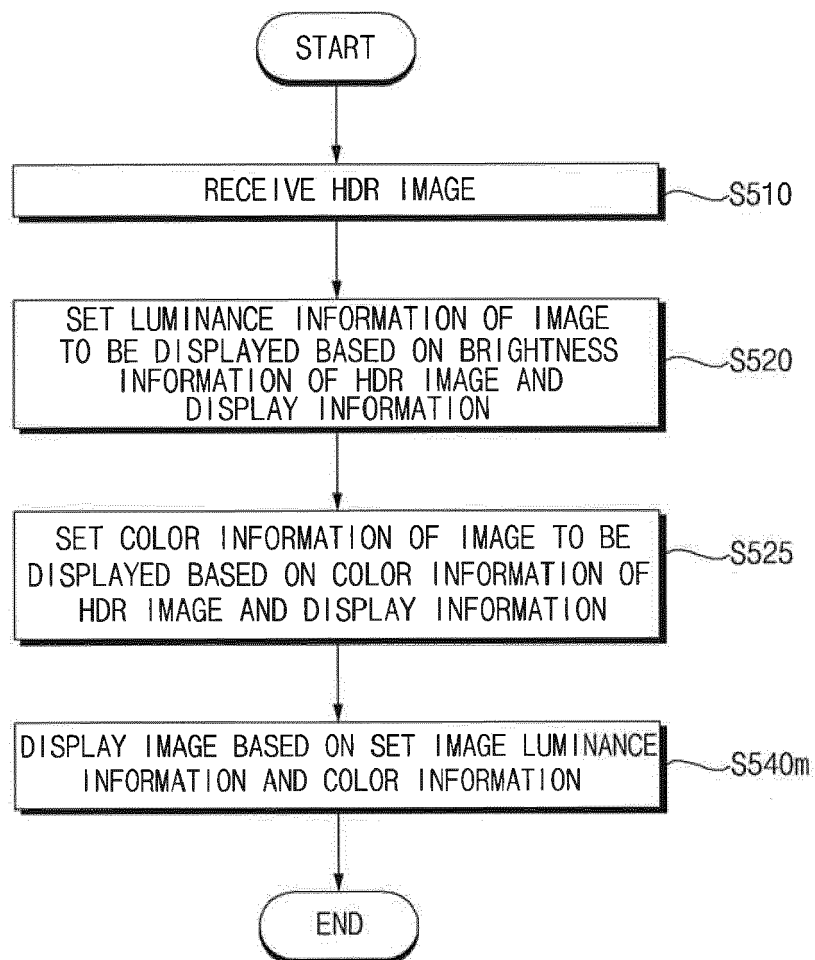 START
RECEIVE HDR IMAGE
S510
SET LUMINANCE INFORMATION OF IMAGE
TO BE DISPLAYED BASED ON BRIGHTNESS
INFORMATION OF HDR IMAGE AND
DISPLAY INFORMATION
S520
SET COLOR INFORMATION OF IMAGE TO BE
DISPLAYED BASED ON COLOR INFORMATION OF
HDR IMAGE AND DISPLAY INFORMATION
S525
DISPLAY IMAGE BASED ON SET IMAGE LUMINANCE
INFORMATION AND COLOR INFORMATION
S540m
END